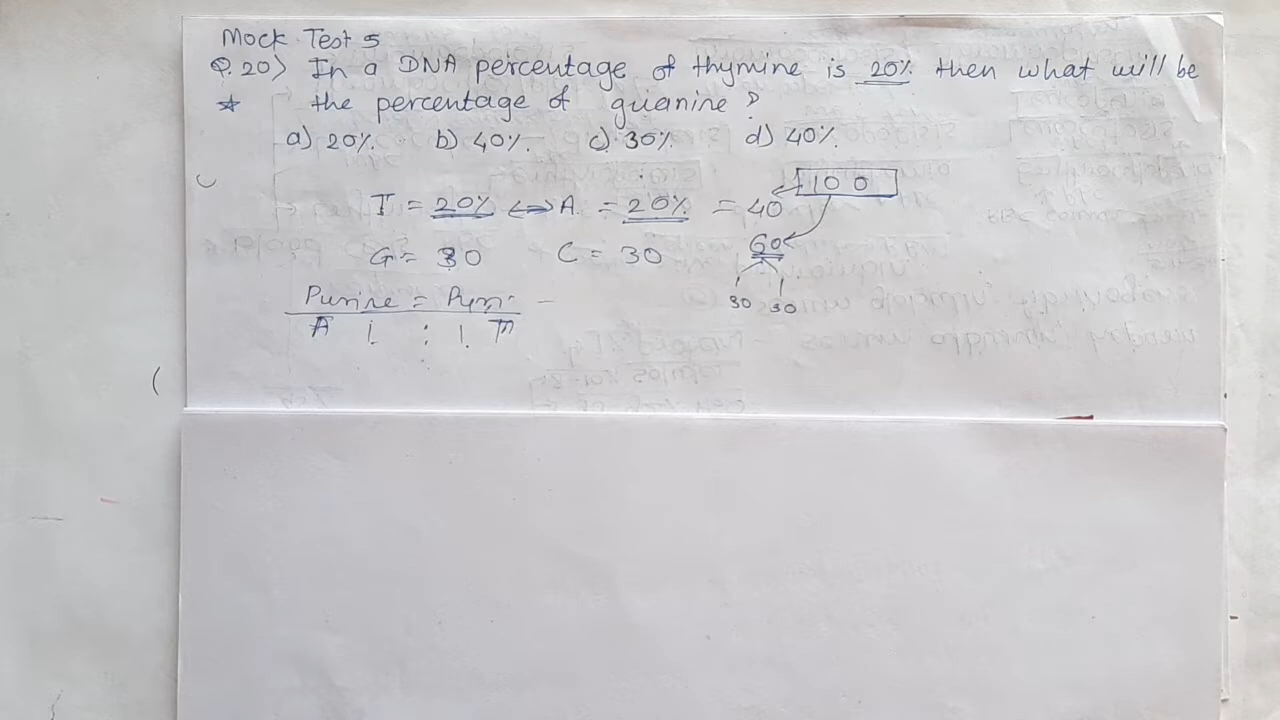 Mock Test 5
Q.20) In a DNA percentage of thymine is 20% then what will be
* the percentage of guanine ?
a) 20%. b) 40%. c) 30% d) 40%.
100
T = 20% ↔ A = 20% = 40
G = 30 C = 30 60
30 30
Purine = Pyri
A 1 : 1. T